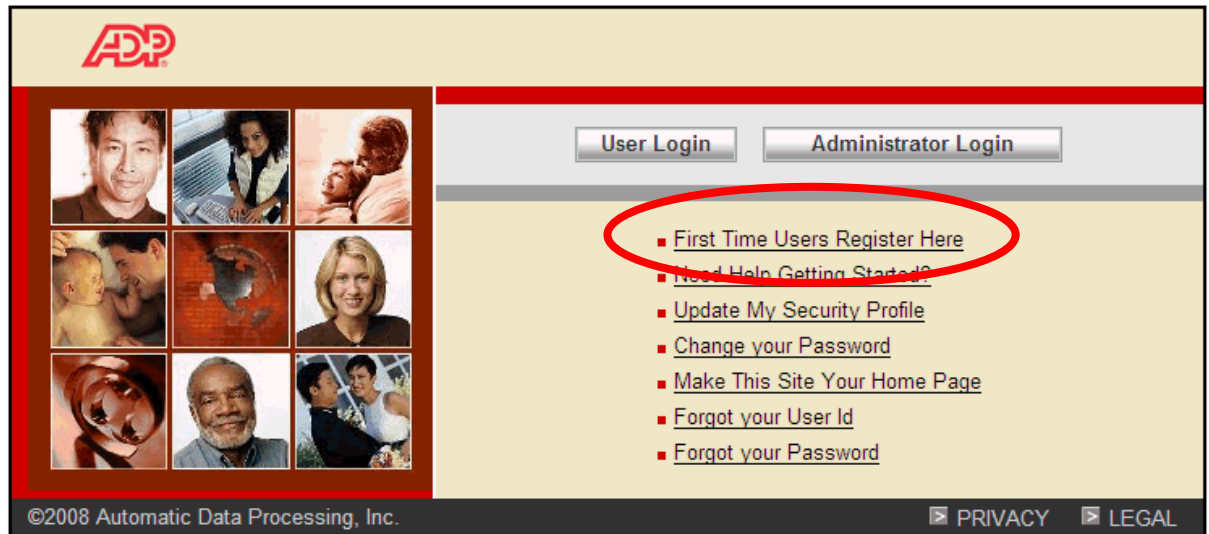 ADP
User Login Administrator Login
First Time Users Register Here
Need Help Getting Started?
Update My Security Profile
Change your Password
Make This Site Your Home Page
Forgot your User Id
Forgot your Password
©2008 Automatic Data Processing, Inc. PRIVACY LEGAL